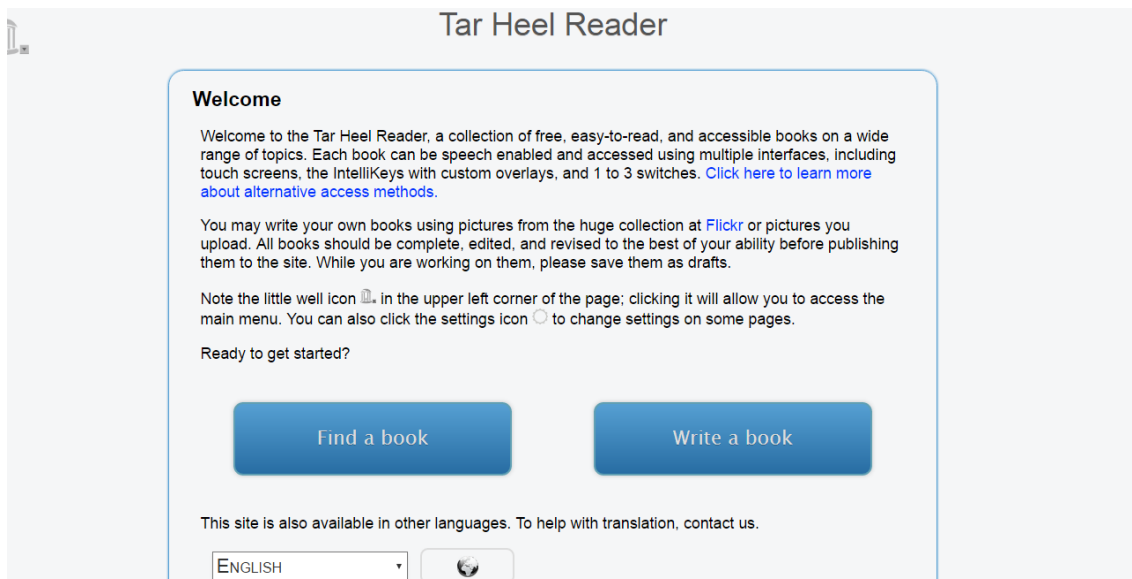 Tar Heel Reader
Welcome
Welcome to the Tar Heel Reader, a collection of free, easy-to-read, and accessible books on a wide
range of topics. Each book can be speech enabled and accessed using multiple interfaces, including
touch screens, the IntelliKeys with custom overlays, and 1 to 3 switches. Click here to learn more
about alternative access methods.
You may write your own books using pictures from the huge collection at Flickr or pictures you
upload. All books should be complete, edited, and revised to the best of your ability before publishing
them to the site. While you are working on them, please save them as drafts.
Note the little well icon in the upper left corner of the page; clicking it will allow you to access the
main menu. You can also click the settings icon to change settings on some pages.
Ready to get started?
Find a book
Write a book
This site is also available in other languages. To help with translation, contact us.
ENGLISH